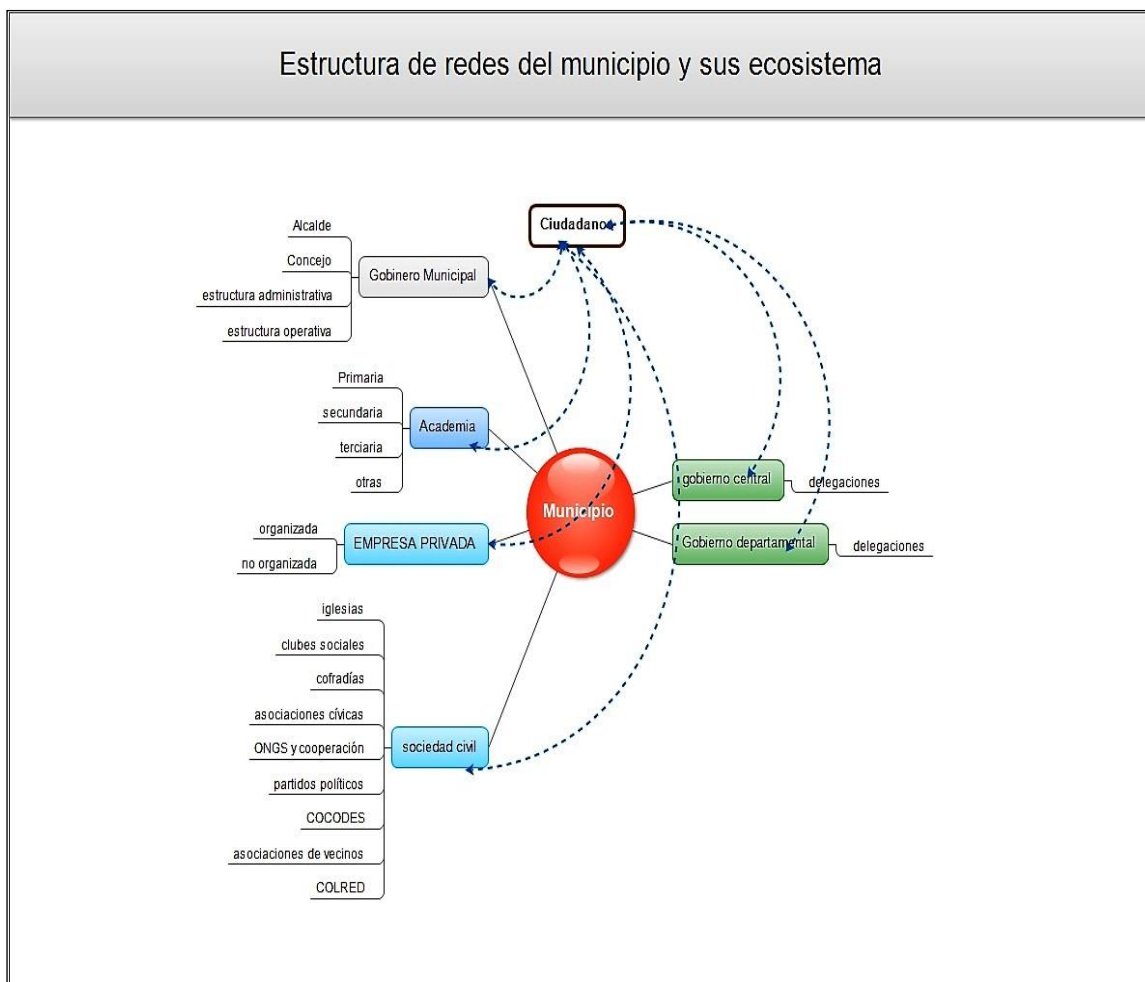 Estructura de redes del municipio y sus ecosistema
Ciudadano
Alcalde
Concejo
estructura administrativa
estructura operativa
Gobinero Municipal
Primaria
secundaria
terciaria
otras
Academia
organizada
no organizada
EMPRESA PRIVADA
Municipio
gobierno central
delegaciones
Gobierno departamental
delegaciones
iglesias
clubes sociales
cofradías
asociaciones cívicas
ONGS y cooperación
partidos políticos
COCODES
asociaciones de vecinos
COLRED
sociedad civil